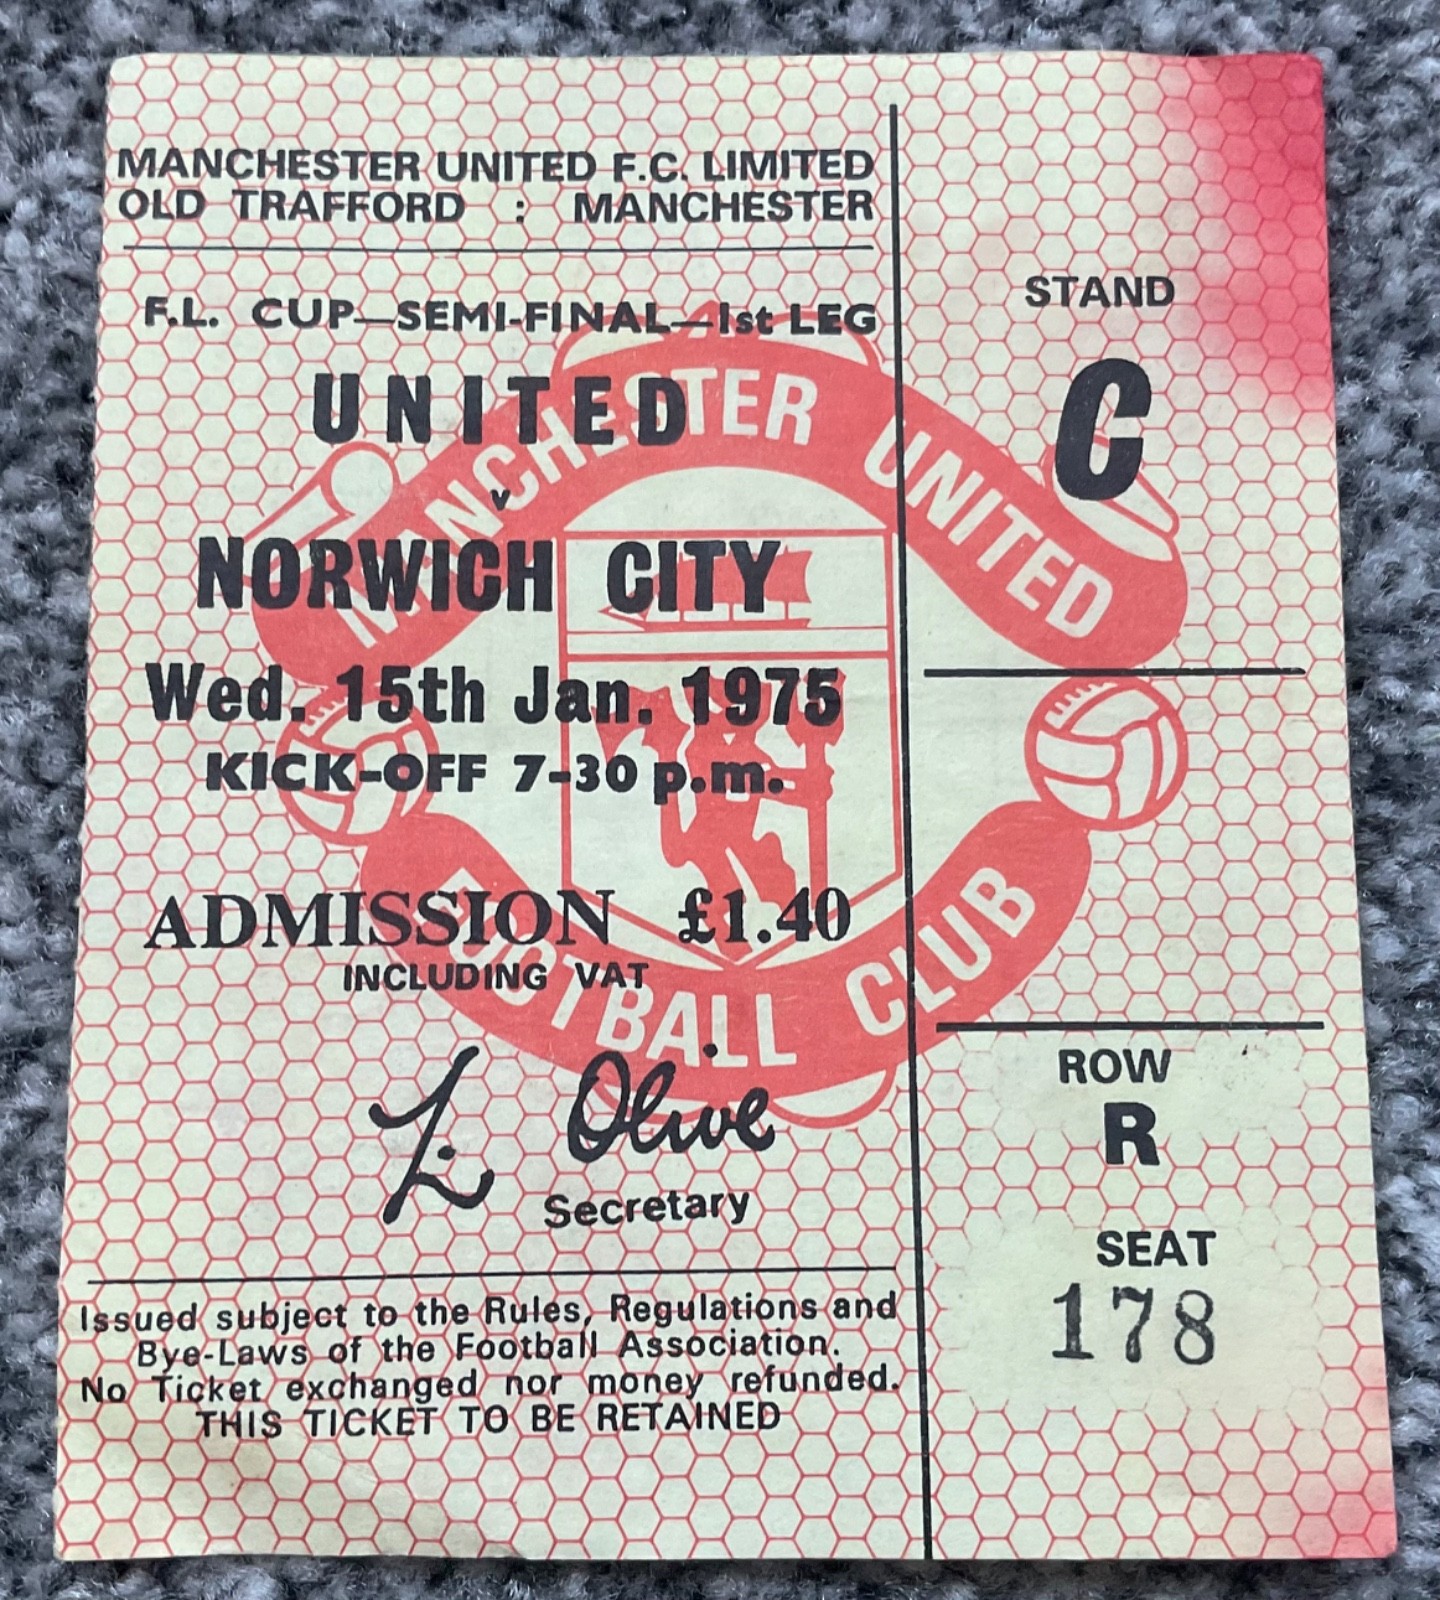 MANCHESTER UNITED F.C. LIMITED
OLD TRAFFORD : MANCHESTER
F.L. CUP—SEMI-FINAL—1st LEG
UNITED
v
NORWICH CITY
Wed. 15th Jan. 1975
KICK-OFF 7-30 p.m.
ADMISSION £1.40
INCLUDING VAT
L. Olive
Secretary
Issued subject to the Rules, Regulations and
Bye-Laws of the Football Association.
No Ticket exchanged nor money refunded.
THIS TICKET TO BE RETAINED
STAND
C
ROW
R
SEAT
178
MANCHESTER UNITED
FOOTBALL CLUB